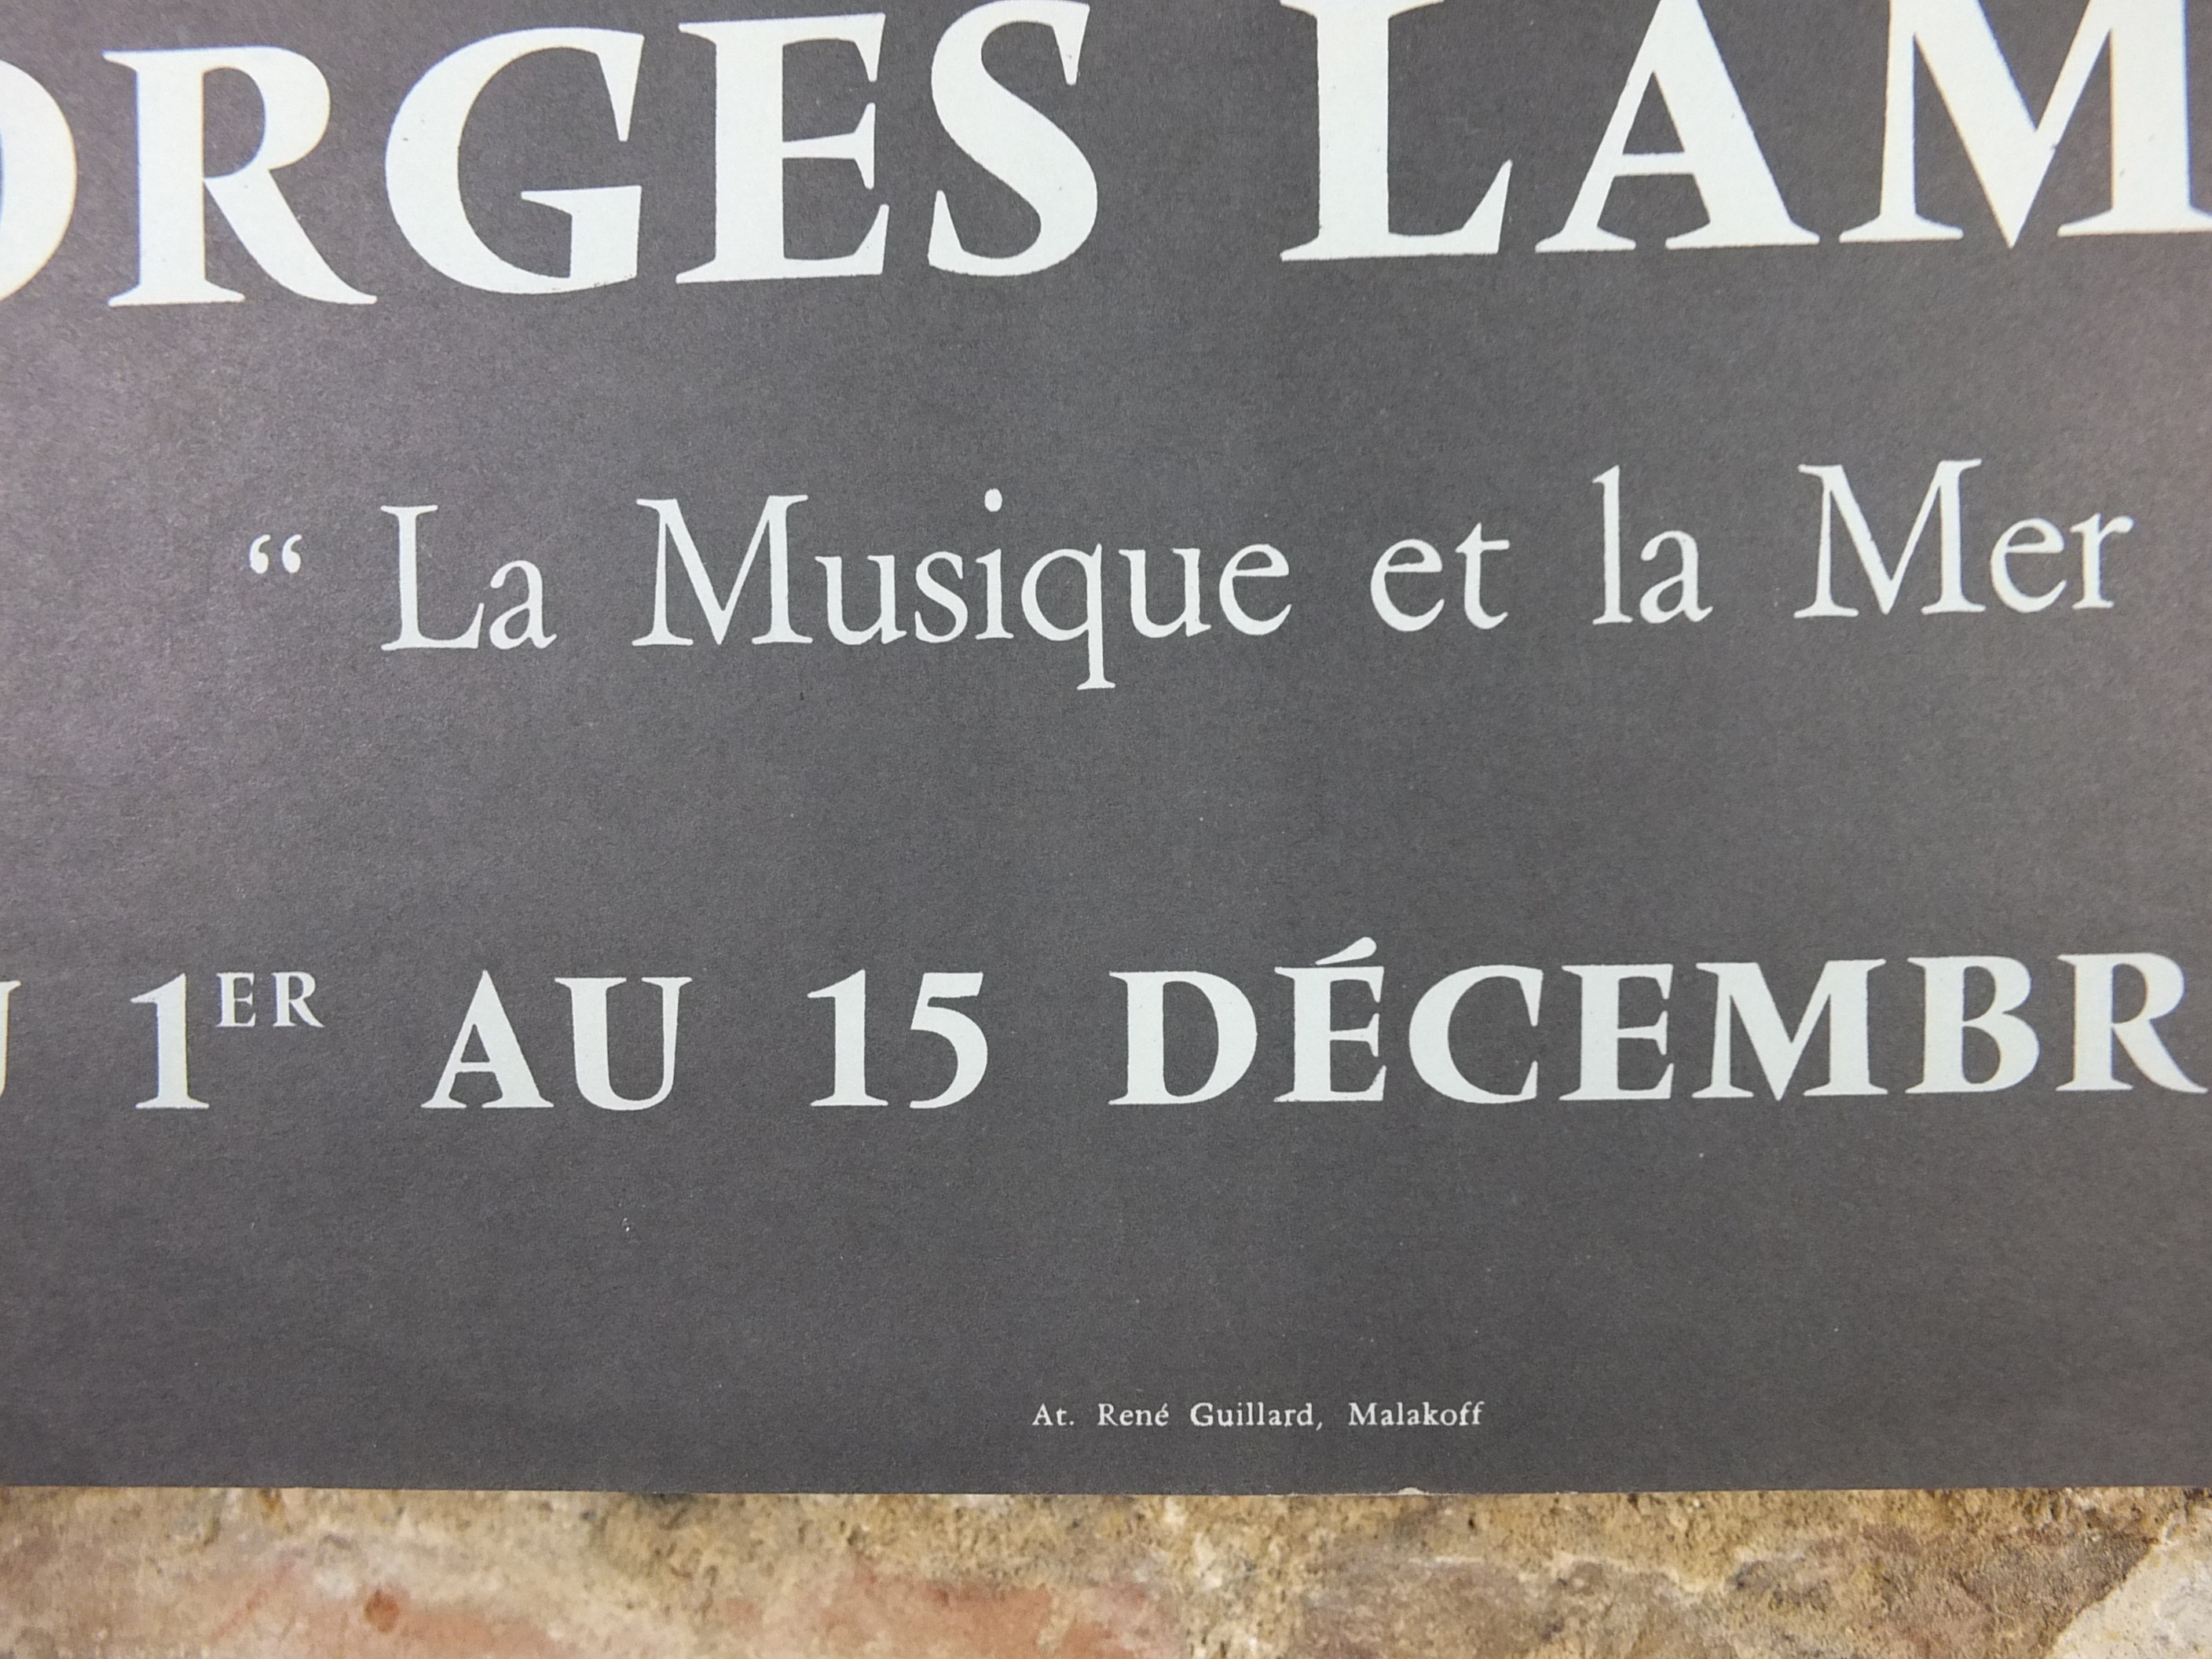 ORGES LAM
“ La Musique et la Mer
U 1ER AU 15 DÉCEMBR
At. René Guillard, Malakoff